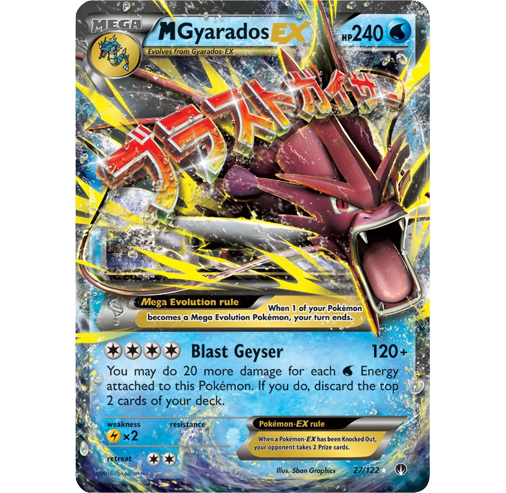 MEGA
M Gyarados EX
HP240
Evolves from Gyarados-EX
ブラストガイザー
Mega Evolution rule
When 1 of your Pokémon
becomes a Mega Evolution Pokémon, your turn ends.
Blast Geyser 120+
You may do 20 more damage for each Energy
attached to this Pokémon. If you do, discard the top
2 cards of your deck.
weakness resistance
×2
retreat
Pokémon-EX rule
When a Pokémon-EX has been Knocked Out,
your opponent takes 2 Prize cards.
©2016 Pokémon
Illus. 5ban Graphics
27/122